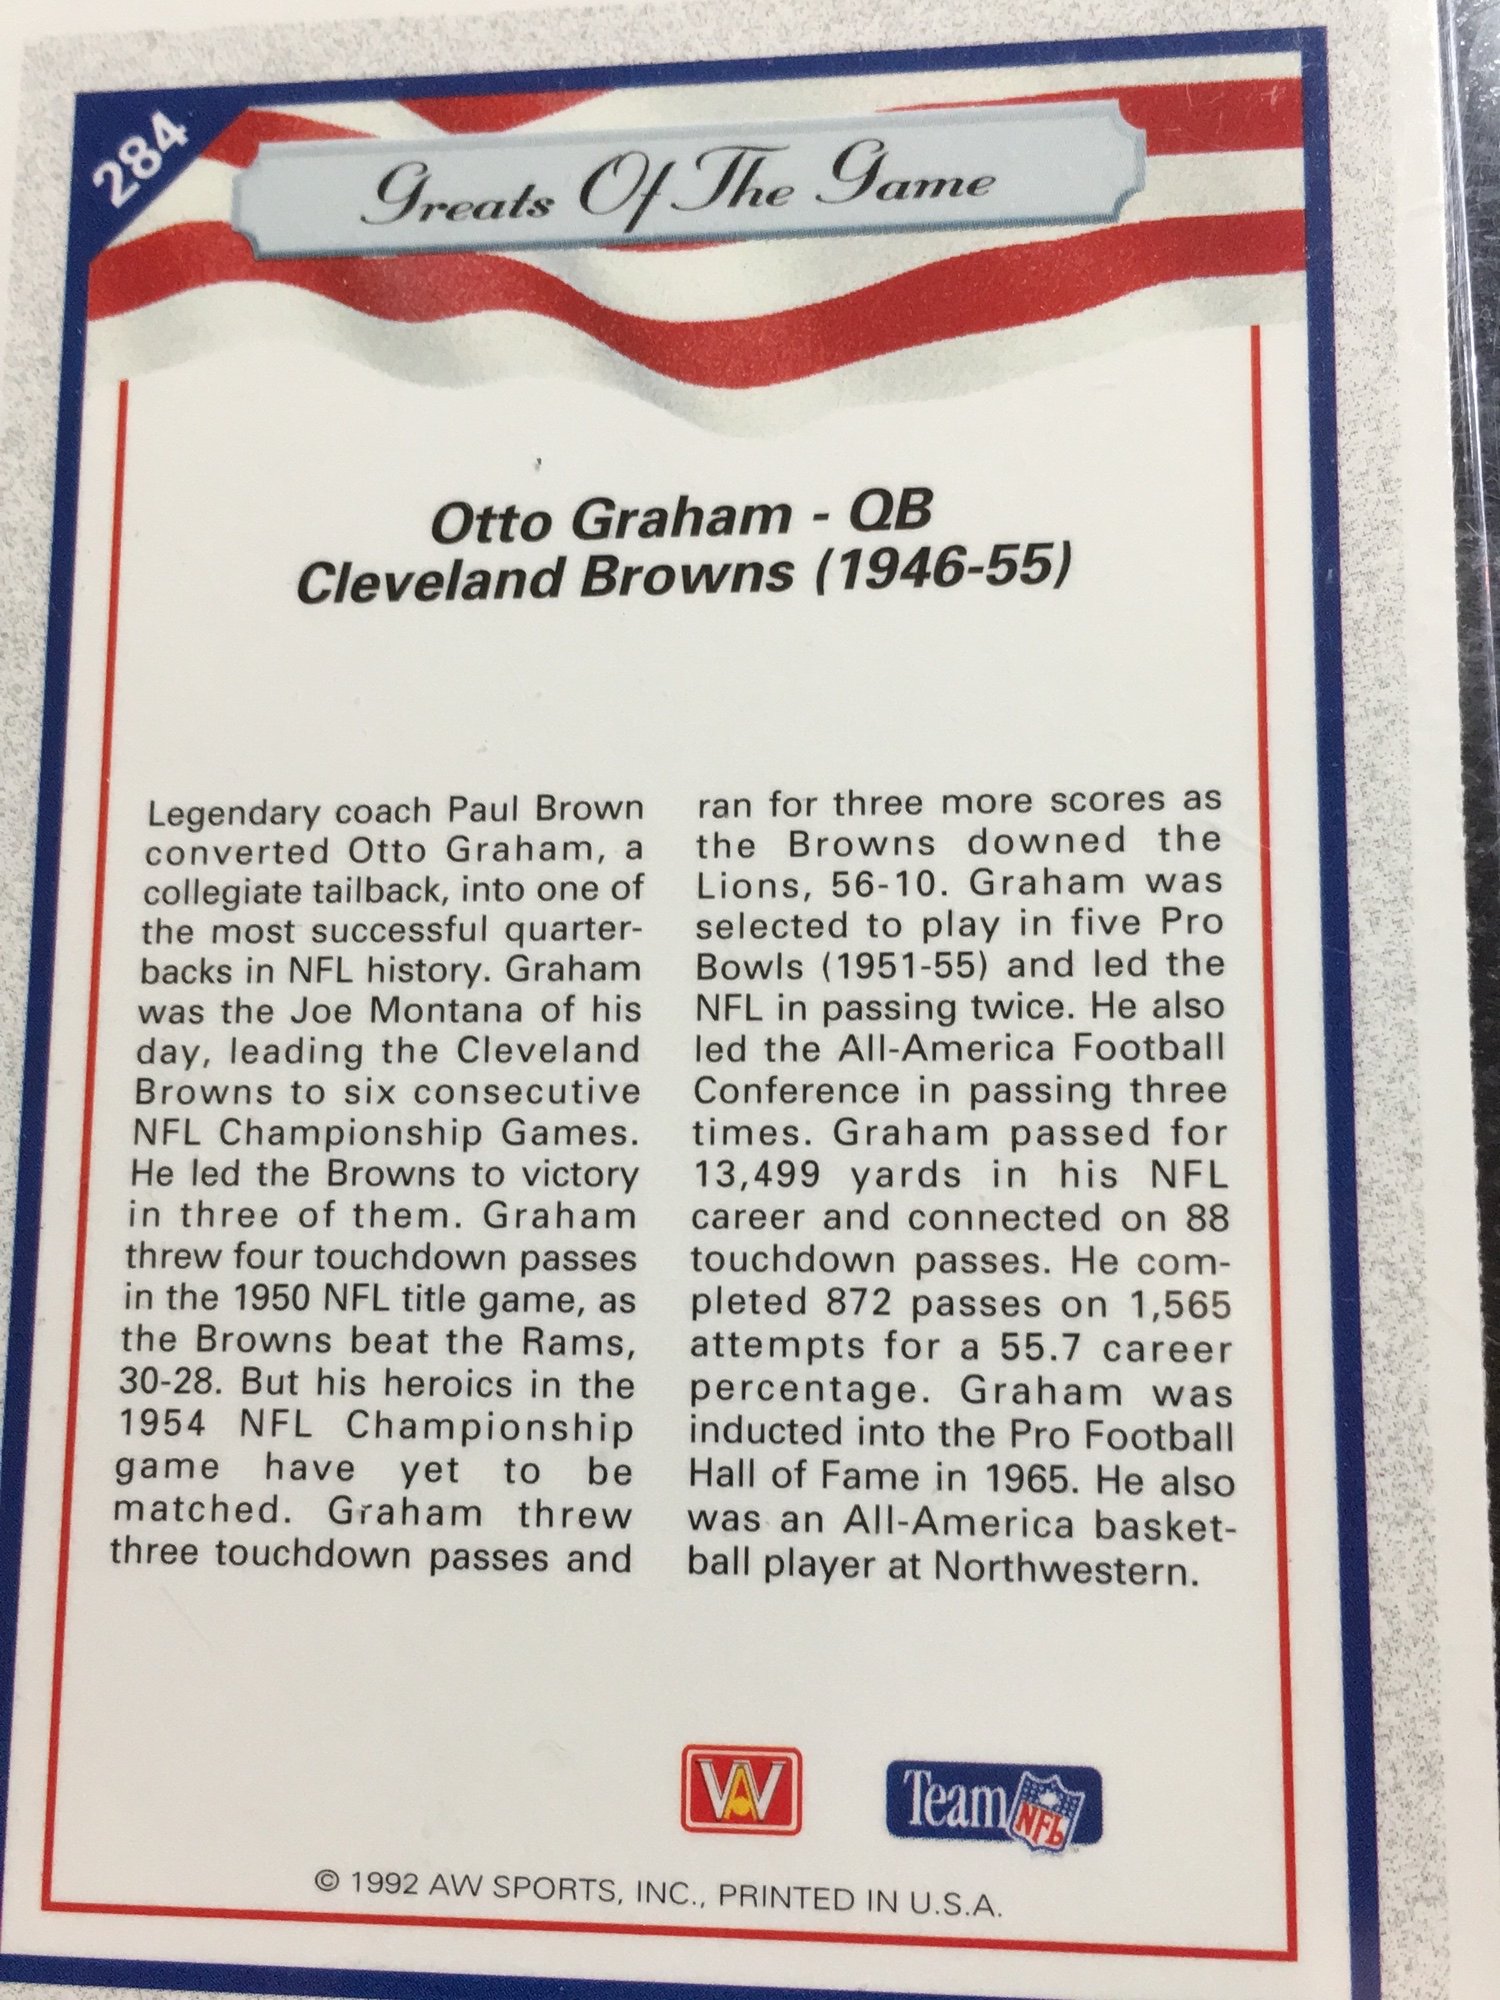 284
Greats Of The Game
Otto Graham - QB
Cleveland Browns (1946-55)
Legendary coach Paul Brown
converted Otto Graham, a
collegiate tailback, into one of
the most successful quarter-
backs in NFL history. Graham
was the Joe Montana of his
day, leading the Cleveland
Browns to six consecutive
NFL Championship Games.
He led the Browns to victory
in three of them. Graham
threw four touchdown passes
in the 1950 NFL title game, as
the Browns beat the Rams,
30-28. But his heroics in the
1954 NFL Championship
game have yet to be
matched. Graham threw
three touchdown passes and
ran for three more scores as
the Browns downed the
Lions, 56-10. Graham was
selected to play in five Pro
Bowls (1951-55) and led the
NFL in passing twice. He also
led the All-America Football
Conference in passing three
times. Graham passed for
13,499 yards in his NFL
career and connected on 88
touchdown passes. He com-
pleted 872 passes on 1,565
attempts for a 55.7 career
percentage. Graham was
inducted into the Pro Football
Hall of Fame in 1965. He also
was an All-America basket-
ball player at Northwestern.
AW
Team NFL
© 1992 AW SPORTS, INC., PRINTED IN U.S.A.